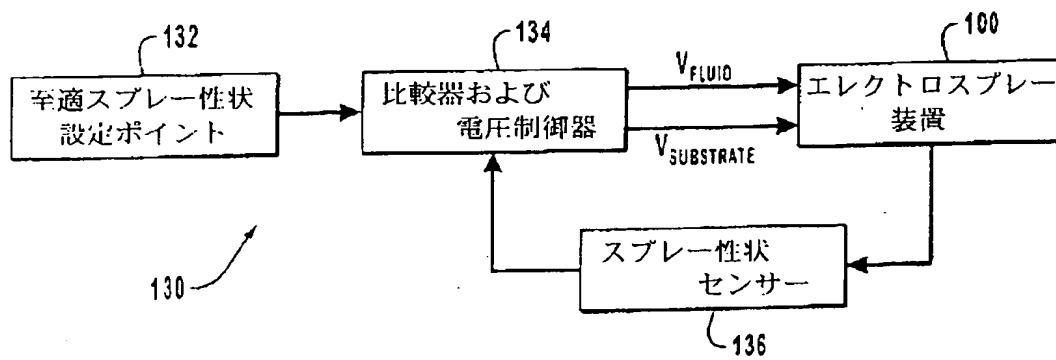 132
至適スプレー性状
設定ポイント
134
比較器および
電圧制御器
V_FLUID
V_SUBSTRATE
100
エレクトロスプレー
装置
スプレー性状
センサー
136
130